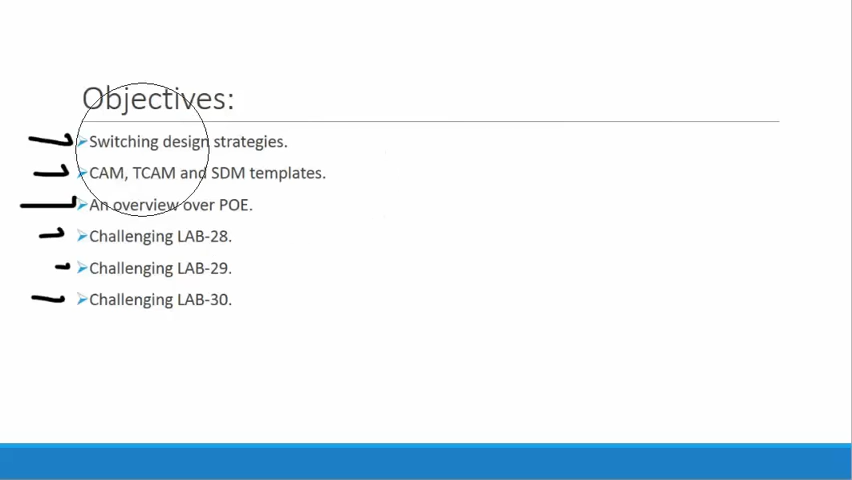 Objectives:
Switching design strategies.
CAM, TCAM and SDM templates.
An overview over POE.
Challenging LAB-28.
Challenging LAB-29.
Challenging LAB-30.